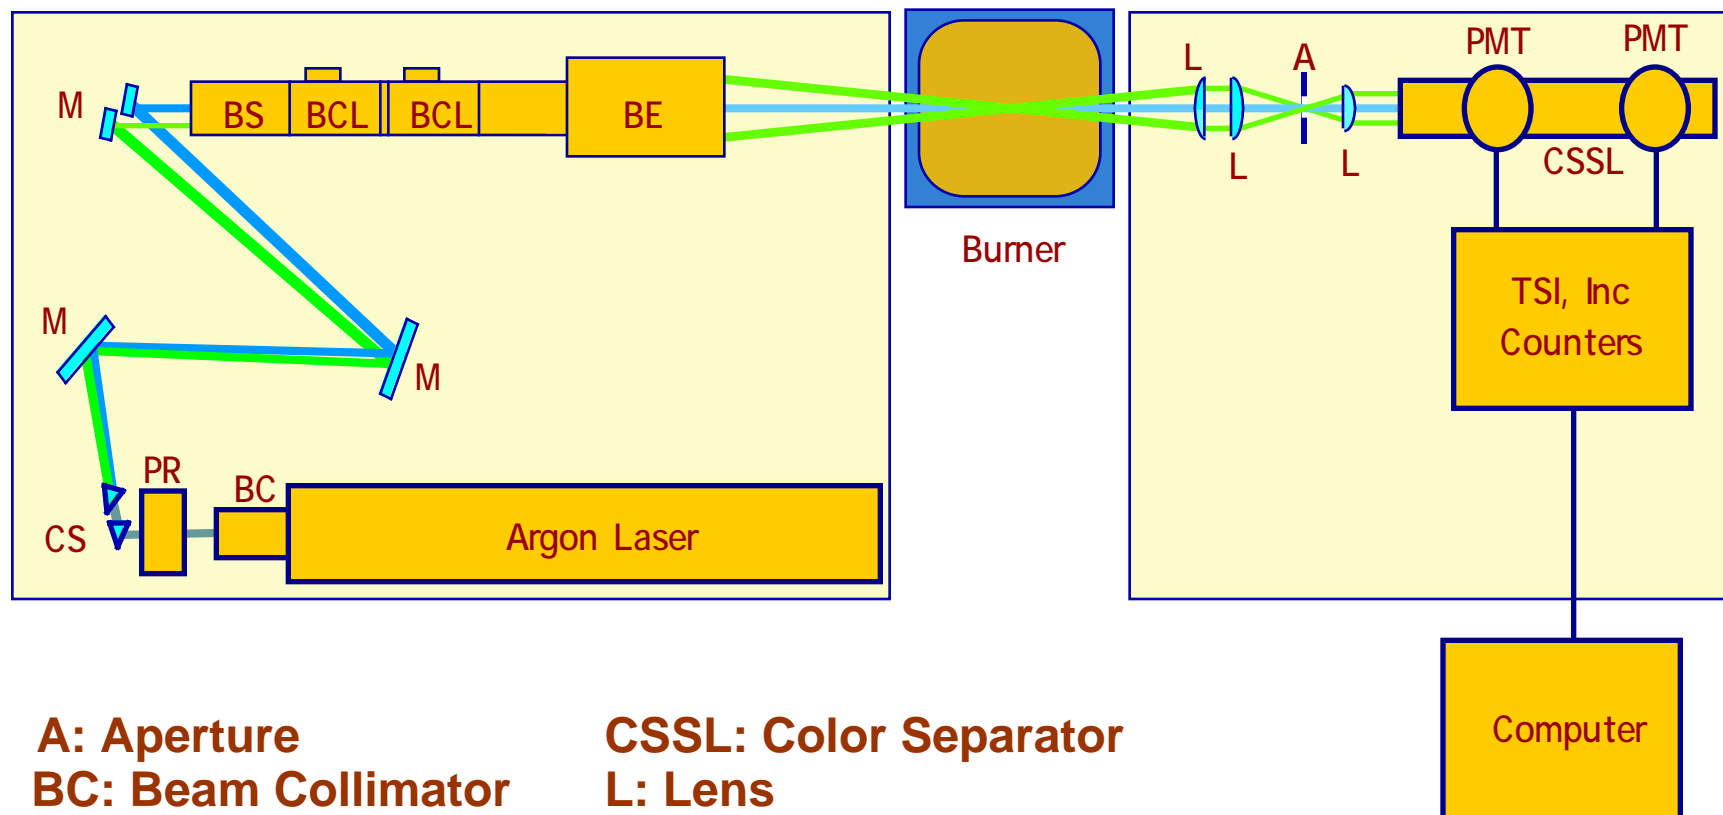 PMT
PMT
L
A
M
BS
BCL
BCL
BE
L
L
CSSL
Burner
TSI, Inc
Counters
M
M
PR
BC
CS
Argon Laser
A: Aperture
CSSL: Color Separator
Computer
BC: Beam Collimator
L: Lens